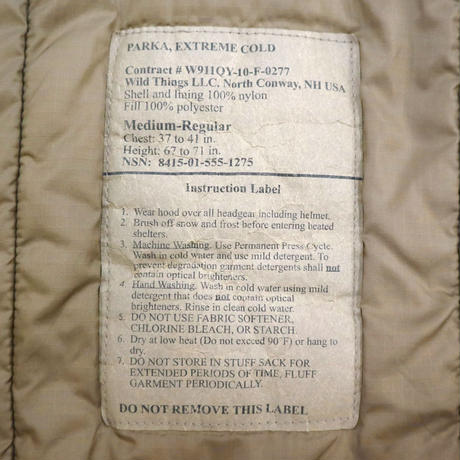 PARKA, EXTREME COLD
Contract # W911QY-10-F-0277
Wild Things LLC, North Conway, NH USA
Shell and lining 100% nylon
Fill 100% polyester
Medium-Regular
Chest: 37 to 41 in.
Height: 67 to 71 in.
NSN: 8415-01-555-1275
Instruction Label
1. Wear hood over all headgear including helmet.
2. Brush off snow and frost before entering heated
shelters.
3. Machine Washing. Use Permanent Press Cycle.
Wash in cold water and use mild detergent. To
prevent degradation garment detergents shall not
contain optical brighteners.
4. Hand Washing. Wash in cold water using mild
detergent that does not contain optical
brighteners. Rinse in clean cold water.
5. DO NOT USE FABRIC SOFTENER,
CHLORINE BLEACH, OR STARCH.
6. Dry at low heat (Do not exceed 90°F) or hang to
dry.
7. DO NOT STORE IN STUFF SACK FOR
EXTENDED PERIODS OF TIME, FLUFF
GARMENT PERIODICALLY.
DO NOT REMOVE THIS LABEL